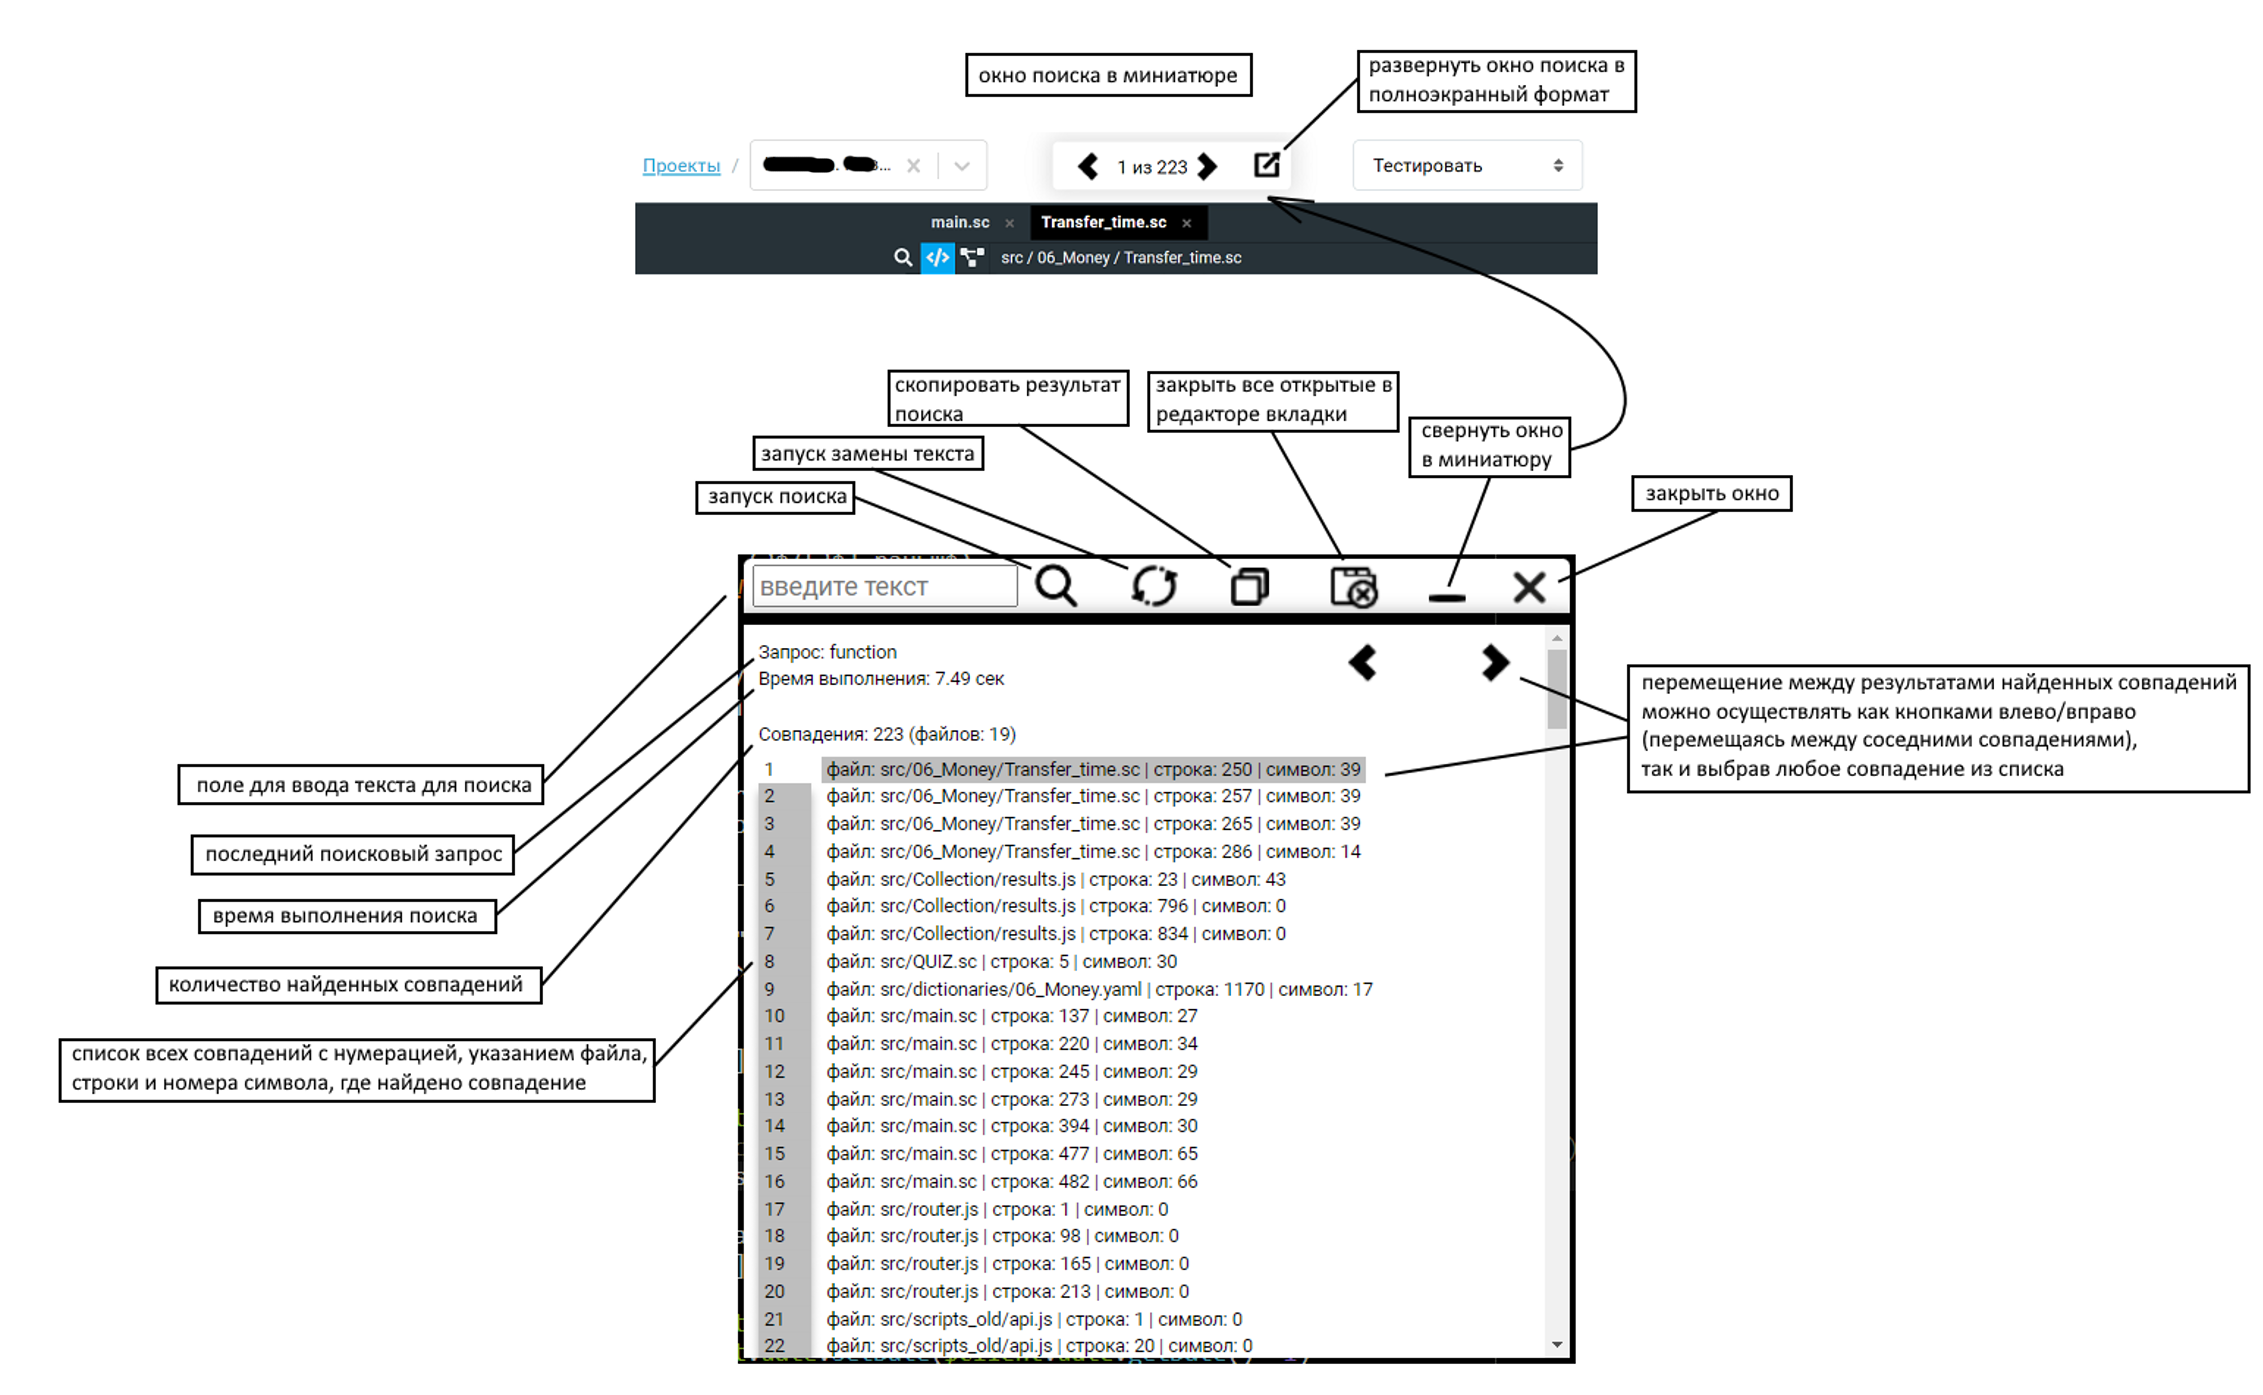 окно поиска в миниатюре
развернуть окно поиска в
полноэкранный формат
Проекты /
1 из 223
Тестировать
main.sc ×
Transfer_time.sc ×
src / 06_Money / Transfer_time.sc
скопировать результат
поиска
закрыть все открытые в
редакторе вкладки
свернуть окно
в миниатюру
запуск замены текста
запуск поиска
закрыть окно
введите текст
Запрос: function
Время выполнения: 7.49 сек
Совпадения: 223 (файлов: 19)
перемещение между результатами найденных совпадений
можно осуществлять как кнопками влево/вправо
(перемещаясь между соседними совпадениями),
так и выбрав любое совпадение из списка
поле для ввода текста для поиска
последний поисковый запрос
время выполнения поиска
количество найденных совпадений
список всех совпадений с нумерацией, указанием файла,
строки и номера символа, где найдено совпадение
1 файл: src/06_Money/Transfer_time.sc | строка: 250 | символ: 39
2 файл: src/06_Money/Transfer_time.sc | строка: 257 | символ: 39
3 файл: src/06_Money/Transfer_time.sc | строка: 265 | символ: 39
4 файл: src/06_Money/Transfer_time.sc | строка: 286 | символ: 14
5 файл: src/Collection/results.js | строка: 23 | символ: 43
6 файл: src/Collection/results.js | строка: 796 | символ: 0
7 файл: src/Collection/results.js | строка: 834 | символ: 0
8 файл: src/QUIZ.sc | строка: 5 | символ: 30
9 файл: src/dictionaries/06_Money.yaml | строка: 1170 | символ: 17
10 файл: src/main.sc | строка: 137 | символ: 27
11 файл: src/main.sc | строка: 220 | символ: 34
12 файл: src/main.sc | строка: 245 | символ: 29
13 файл: src/main.sc | строка: 273 | символ: 29
14 файл: src/main.sc | строка: 394 | символ: 30
15 файл: src/main.sc | строка: 477 | символ: 65
16 файл: src/main.sc | строка: 482 | символ: 66
17 файл: src/router.js | строка: 1 | символ: 0
18 файл: src/router.js | строка: 98 | символ: 0
19 файл: src/router.js | строка: 165 | символ: 0
20 файл: src/router.js | строка: 213 | символ: 0
21 файл: src/scripts_old/api.js | строка: 1 | символ: 0
22 файл: src/scripts_old/api.js | строка: 20 | символ: 0